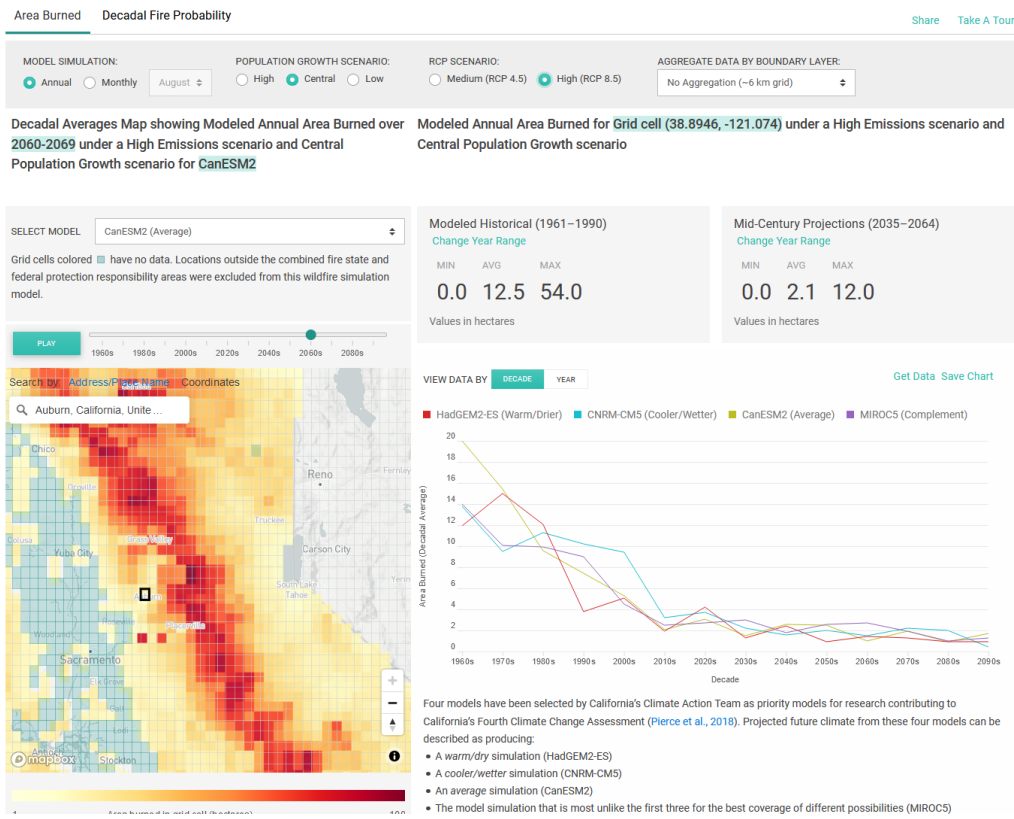 Area Burned
Decadal Fire Probability
Share
Take A Tour
MODEL SIMULATION:
Annual
Monthly
August
POPULATION GROWTH SCENARIO:
High
Central
Low
RCP SCENARIO:
Medium (RCP 4.5)
High (RCP 8.5)
AGGREGATE DATA BY BOUNDARY LAYER:
No Aggregation (~6 km grid)
Decadal Averages Map showing Modeled Annual Area Burned over
2060-2069 under a High Emissions scenario and Central
Population Growth scenario for CanESM2
Modeled Annual Area Burned for Grid cell (38.8946, -121.074) under a High Emissions scenario and
Central Population Growth scenario
SELECT MODEL
CanESM2 (Average)
Grid cells colored have no data. Locations outside the combined fire state and
federal protection responsibility areas were excluded from this wildfire simulation
model.
Modeled Historical (1961–1990)
Change Year Range
MIN AVG MAX
0.0 12.5 54.0
Values in hectares
Mid-Century Projections (2035–2064)
Change Year Range
MIN AVG MAX
0.0 2.1 12.0
Values in hectares
PLAY
1960s 1980s 2000s 2020s 2040s 2060s 2080s
Search by: Address/Place Name Coordinates
Auburn, California, Unite ...
Chico
Oroville
Reno
Fernley
Truckee
Colusa
Grass Valley
Yuba City
Carson City
South Lake
Tahoe
Yerin
Placerville
Woodland
Sacramento
Elk Grove
Galt
Lodi
Antioch
Stockton
mapbox
1 Area burned in grid cell (hectares)
VIEW DATA BY
DECADE
YEAR
Get Data
Save Chart
HadGEM2-ES (Warm/Drier)
CNRM-CM5 (Cooler/Wetter)
CanESM2 (Average)
MIROC5 (Complement)
Area Burned (Decadal Average)
20
18
16
14
12
10
8
6
4
2
0
1960s 1970s 1980s 1990s 2000s 2010s 2020s 2030s 2040s 2050s 2060s 2070s 2080s 2090s
Decade
Four models have been selected by California's Climate Action Team as priority models for research contributing to
California's Fourth Climate Change Assessment (Pierce et al., 2018). Projected future climate from these four models can be
described as producing:
• A warm/dry simulation (HadGEM2-ES)
• A cooler/wetter simulation (CNRM-CM5)
• An average simulation (CanESM2)
• The model simulation that is most unlike the first three for the best coverage of different possibilities (MIROC5)